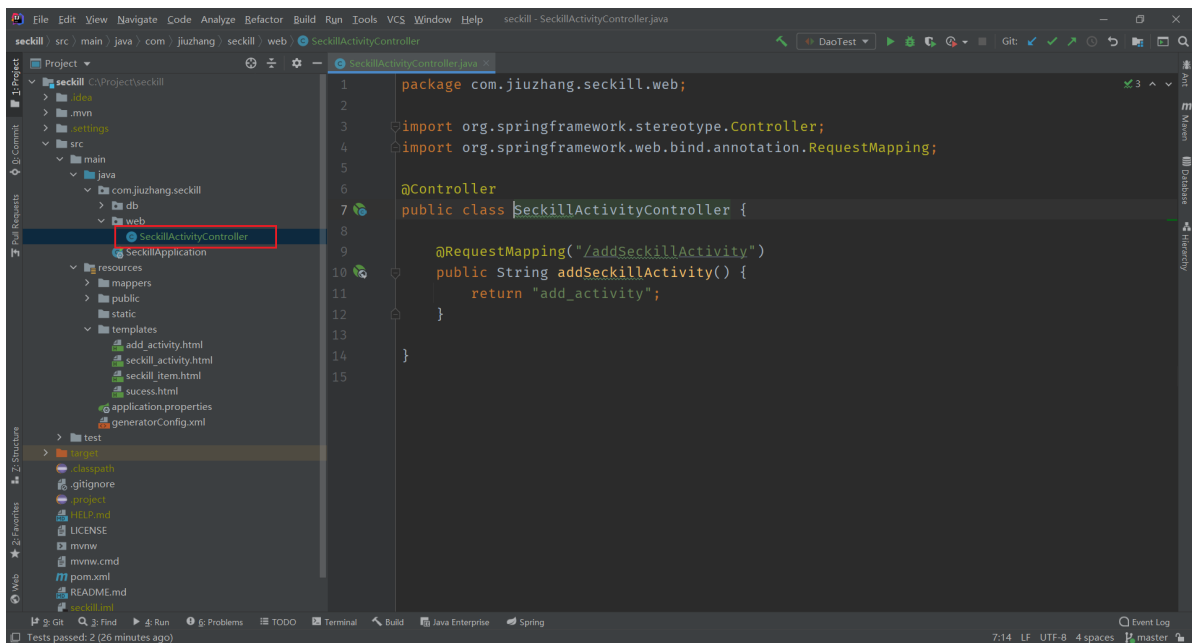 File Edit View Navigate Code Analyze Refactor Build Run Tools VCS Window Help seckill - SeckillActivityController.java
seckill src main java com jiuzhang seckill web SeckillActivityController
DaoTest Git:
Project
SeckillActivityController.java
seckill C:\Project\seckill
.idea
.mvn
.settings
src
main
java
com.jiuzhang.seckill
db
web
SeckillActivityController
SeckillApplication
resources
mappers
public
static
templates
add_activity.html
seckill_activity.html
seckill_item.html
sucess.html
application.properties
generatorConfig.xml
test
target
.classpath
.gitignore
.project
HELP.md
LICENSE
mvnw
mvnw.cmd
pom.xml
README.md
seckill.iml
1 package com.jiuzhang.seckill.web;
2
3 import org.springframework.stereotype.Controller;
4 import org.springframework.web.bind.annotation.RequestMapping;
5
6 @Controller
7 public class SeckillActivityController {
8
9 @RequestMapping("/addSeckillActivity")
10 public String addSeckillActivity() {
11 return "add_activity";
12 }
13
14 }
15
3
1: Project
0: Commit
Pull Requests
7: Structure
2: Favorites
Web
Ant
Maven
Database
Hierarchy
9: Git 3: Find 4: Run 6: Problems TODO Terminal Build Java Enterprise Spring Event Log
Tests passed: 2 (26 minutes ago) 7:14 LF UTF-8 4 spaces master